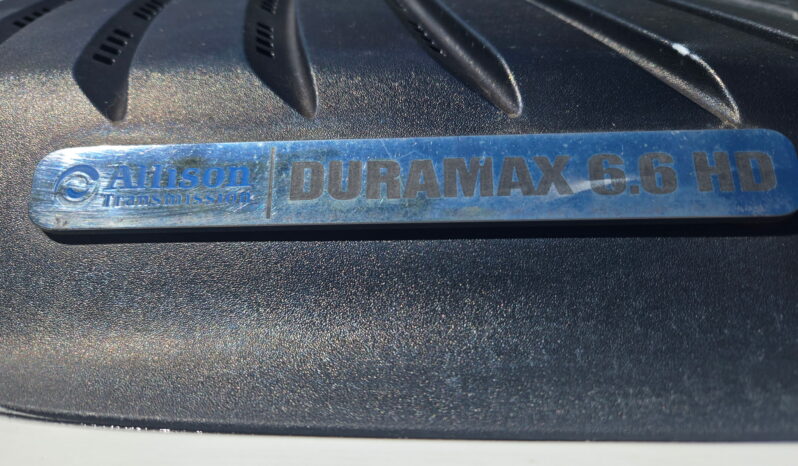 Allison
Transmission
DURAMAX 6.6 HD